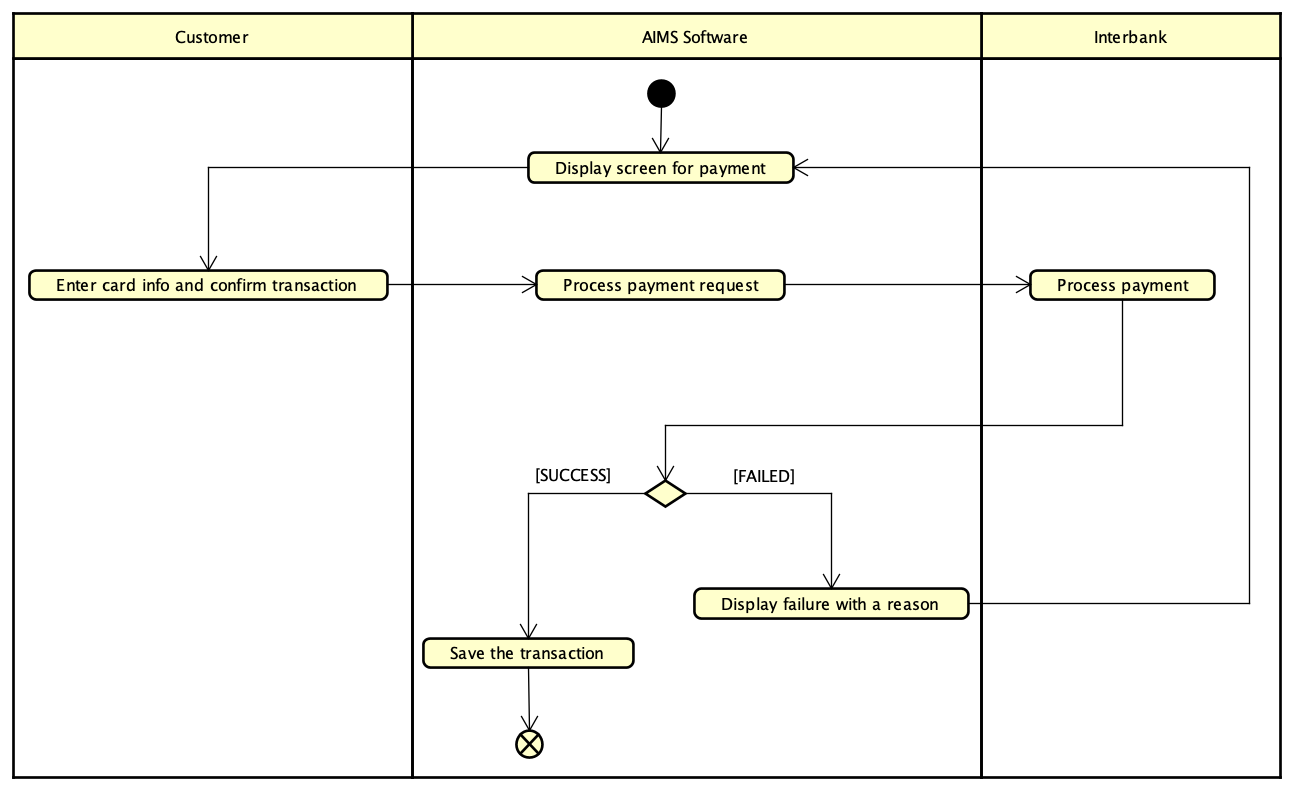 Customer
AIMS Software
Interbank
Display screen for payment
Enter card info and confirm transaction
Process payment request
Process payment
[SUCCESS]
[FAILED]
Display failure with a reason
Save the transaction